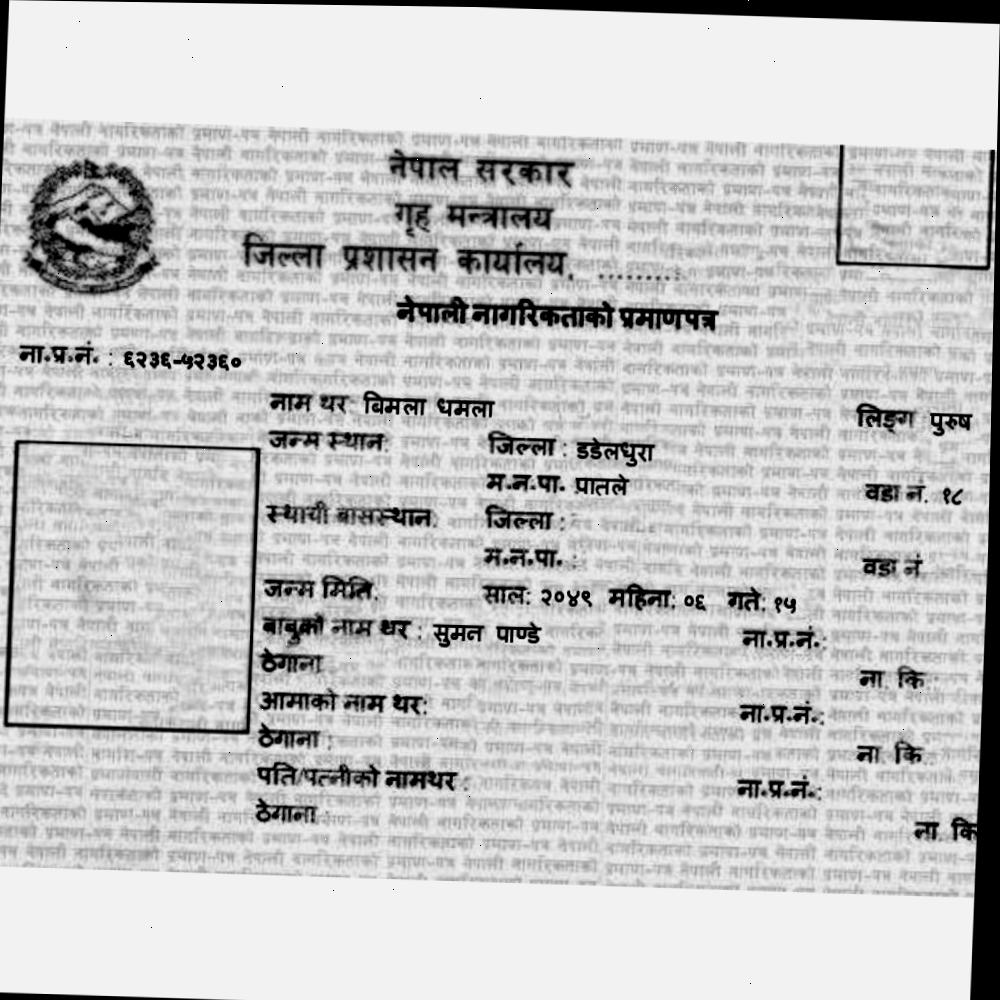 नेपाल सरकार
गृह मन्त्रालय
जिल्ला प्रशासन कार्यालय, .........
नेपाली नागरिकताको प्रमाणपत्र
ना.प्र.नं. : ६२३६-५२३६०
नाम थर: बिमला धमला लिङ्ग पुरुष
जन्म स्थान: जिल्ला : डडेलधुरा
म.न.पा. प्रातले वडा नं. १८
स्थायी बासस्थान: जिल्ला :
म.न.पा. : वडा नं
जन्म मिति: साल: २०४९ महिना: ०६ गते: १५
बाबुको नाम थर : सुमन पाण्डे ना.प्र.नं.:
ठेगाना ना. कि.:
आमाको नाम थर: ना.प्र.नं.:
ठेगाना : ना. कि.
पति/पत्नीको नामथर : ना.प्र.नं.:
ठेगाना : ना. कि